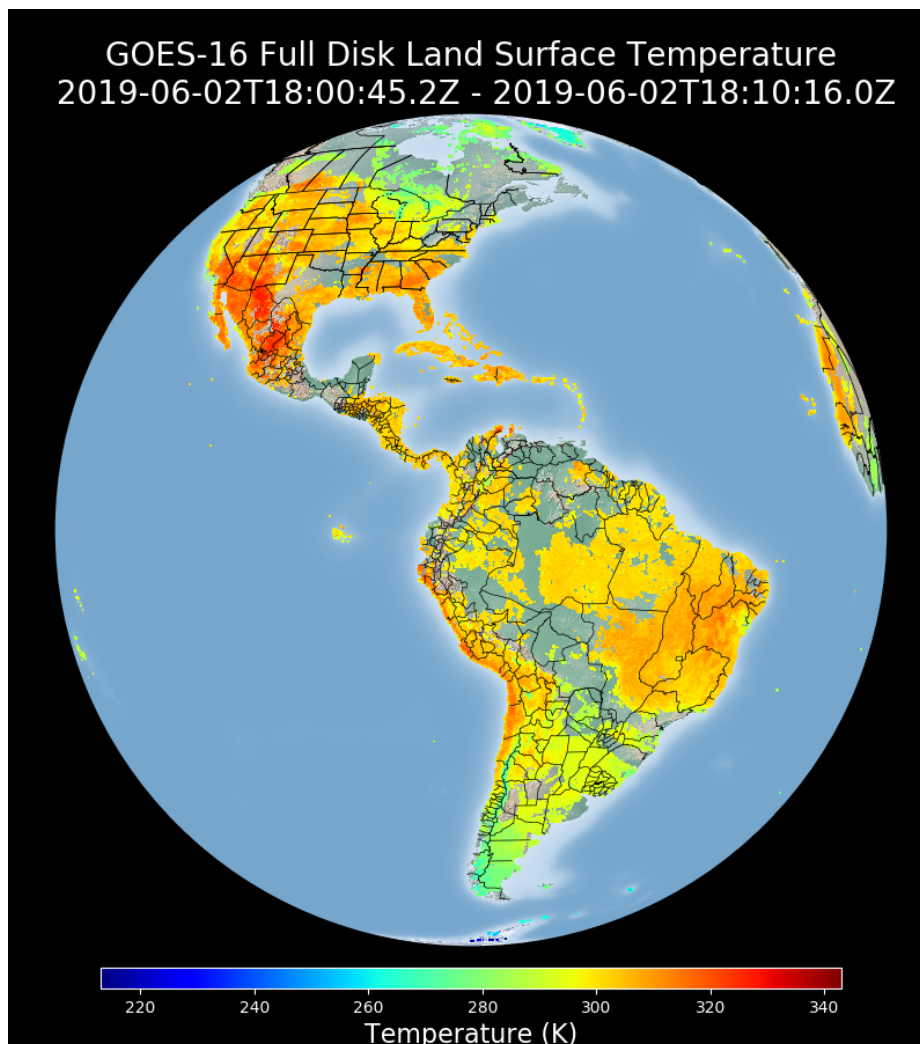 GOES-16 Full Disk Land Surface Temperature
2019-06-02T18:00:45.2Z - 2019-06-02T18:10:16.0Z
220 240 260 280 300 320 340
Temperature (K)